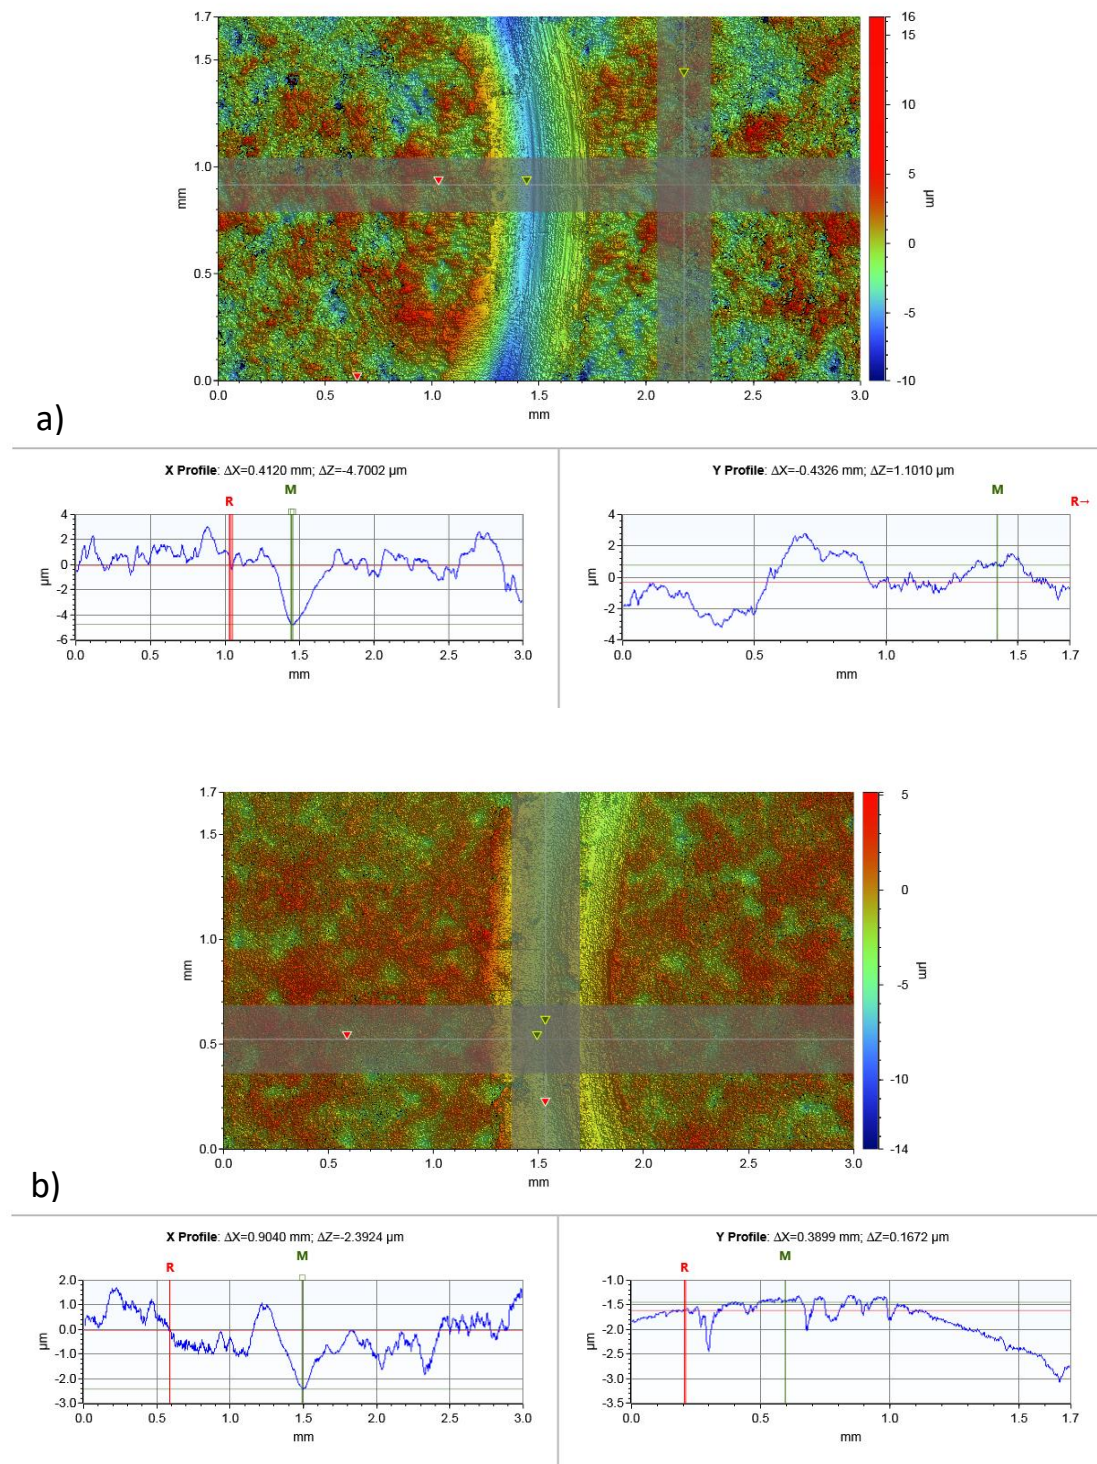 1.7
1.5
1.0
0.5
0.0
mm
0.0 0.5 1.0 1.5 2.0 2.5 3.0
mm
16
15
10
5
0
-5
-10
µm
a)
X Profile: ΔX=0.4120 mm; ΔZ=-4.7002 µm
R M
4
2
0
-2
-4
-6
µm
0.0 0.5 1.0 1.5 2.0 2.5 3.0
mm
Y Profile: ΔX=-0.4326 mm; ΔZ=1.1010 µm
M R→
4
2
0
-2
-4
µm
0.0 0.5 1.0 1.5 1.7
mm
1.7
1.5
1.0
0.5
0.0
mm
0.0 0.5 1.0 1.5 2.0 2.5 3.0
mm
5
0
-5
-10
-14
µm
b)
X Profile: ΔX=0.9040 mm; ΔZ=-2.3924 µm
R M
2.0
1.0
0.0
-1.0
-2.0
-3.0
µm
0.0 0.5 1.0 1.5 2.0 2.5 3.0
mm
Y Profile: ΔX=0.3899 mm; ΔZ=0.1672 µm
R M
-1.0
-1.5
-2.0
-2.5
-3.0
-3.5
µm
0.0 0.5 1.0 1.5 1.7
mm